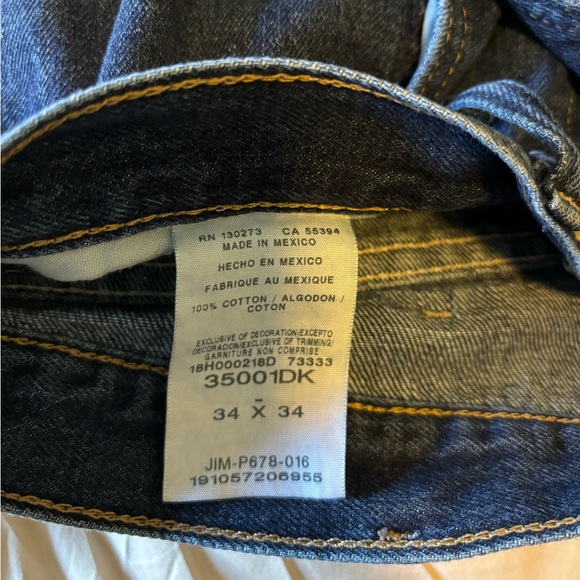 RN 130273 CA 55394
MADE IN MEXICO
HECHO EN MEXICO
FABRIQUE AU MEXIQUE
100% COTTON / ALGODON /
COTON
EXCLUSIVE OF DECORATION/EXCEPTO
DECORACION/EXCLUSIVE OF TRIMMING/
GARNITURE NON COMPRISE
18H000218D 73333
35001DK
-
34 X 34
JIM-P678-016
191057206955